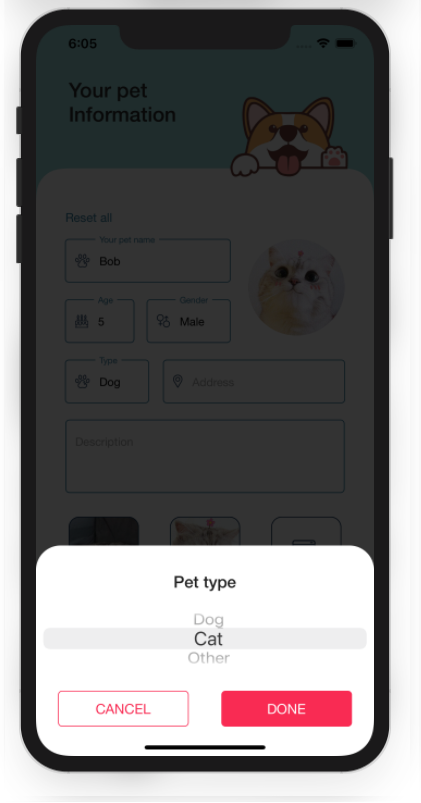 6:05
Your pet
Information
Reset all
Your pet name
Bob
Age
5
Gender
Male
Type
Dog
Address
Description
Pet type
Dog
Cat
Other
CANCEL
DONE